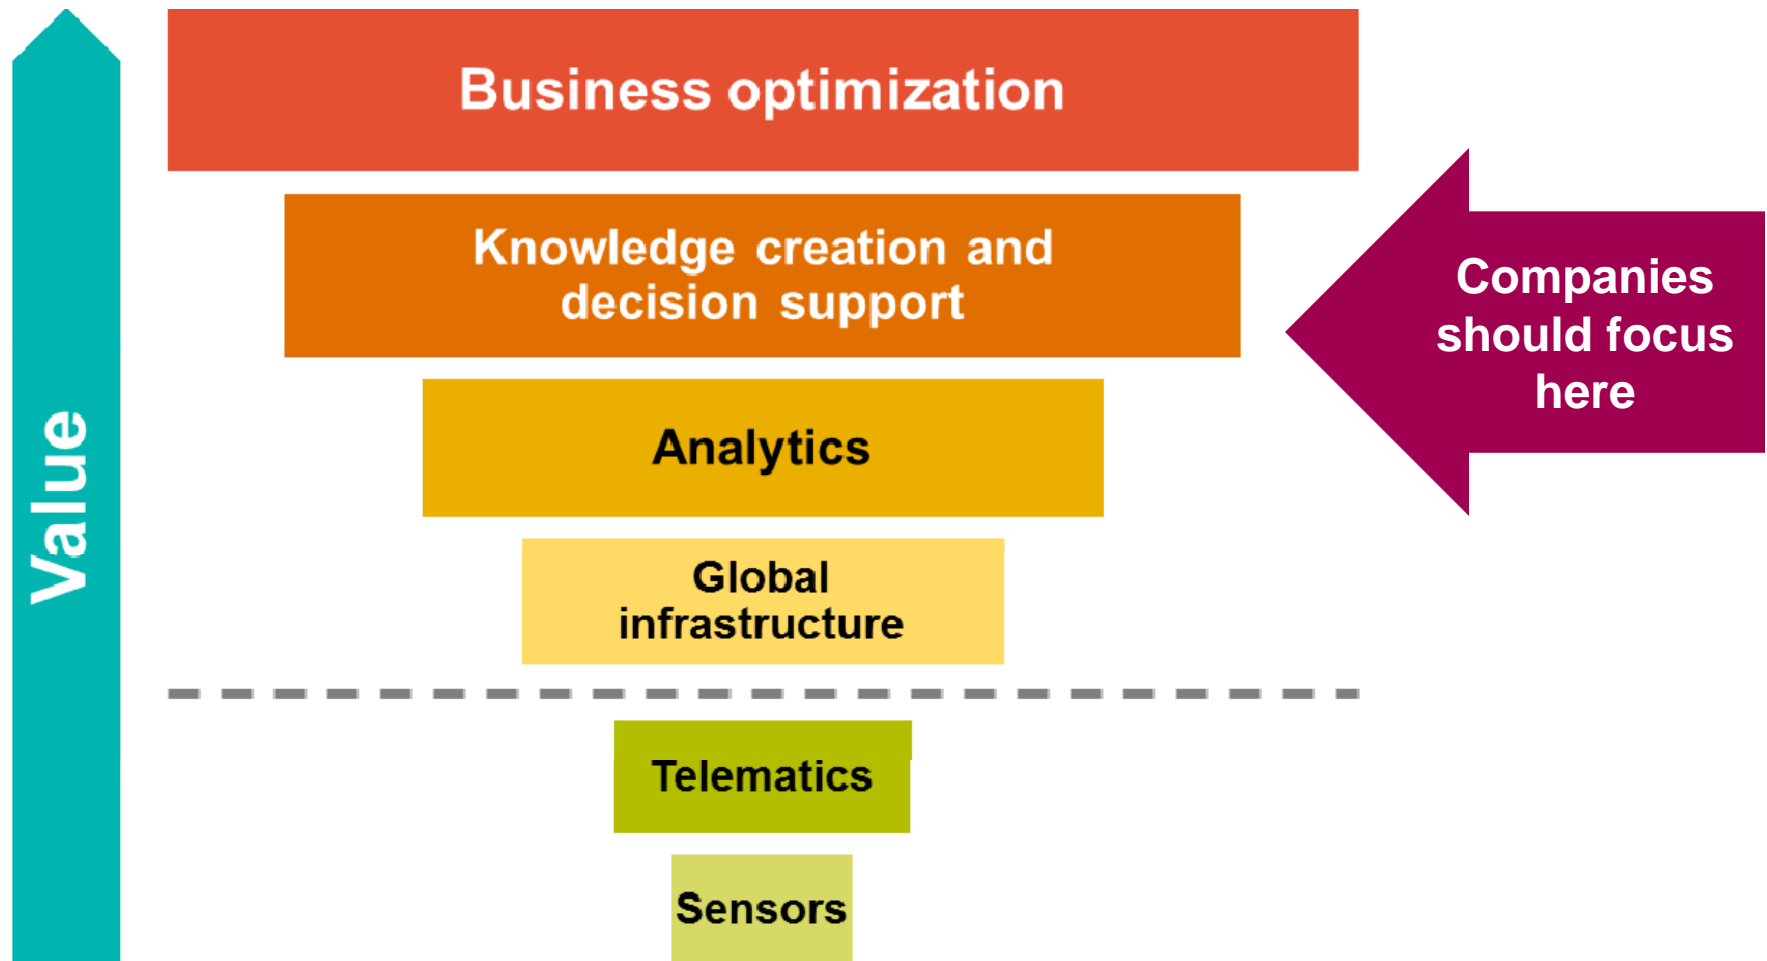 Value
Business optimization
Knowledge creation and
decision support
Companies
should focus
here
Analytics
Global
infrastructure
Telematics
Sensors